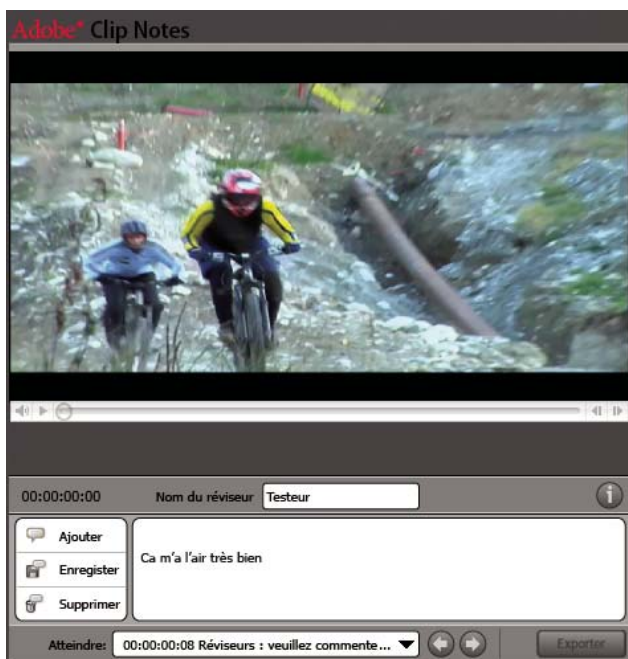 Adobe® Clip Notes
00:00:00:00 Nom du réviseur Testeur
Ajouter
Enregister
Supprimer
Ca m'a l'air très bien
Atteindre: 00:00:00:08 Réviseurs : veuillez commente... Exporter